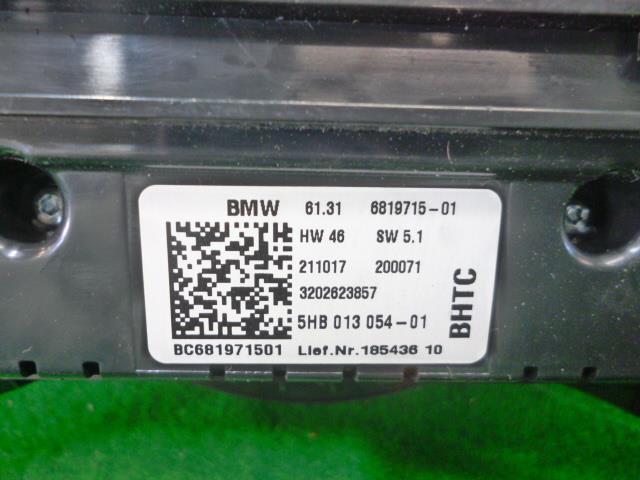 BMW 61.31 6819715-01
HW 46 SW 5.1
211017 200071
3202623857
5HB 013 054-01
BC681971501 Lief.Nr.185436 10
BHTC